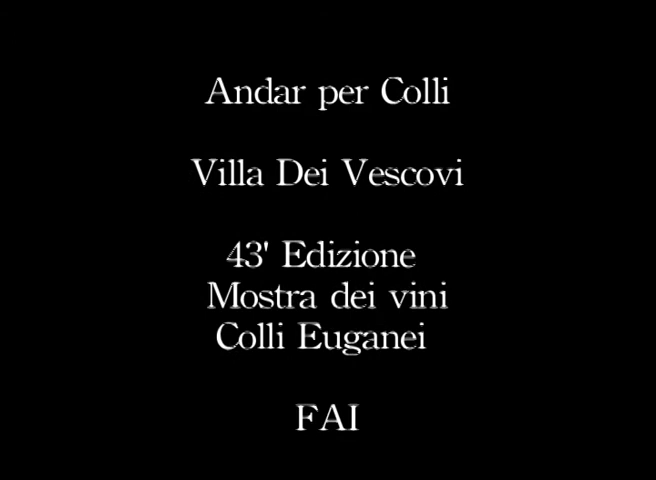 Andar per Colli
Villa Dei Vescovi
43' Edizione
Mostra dei vini
Colli Euganei
FAI